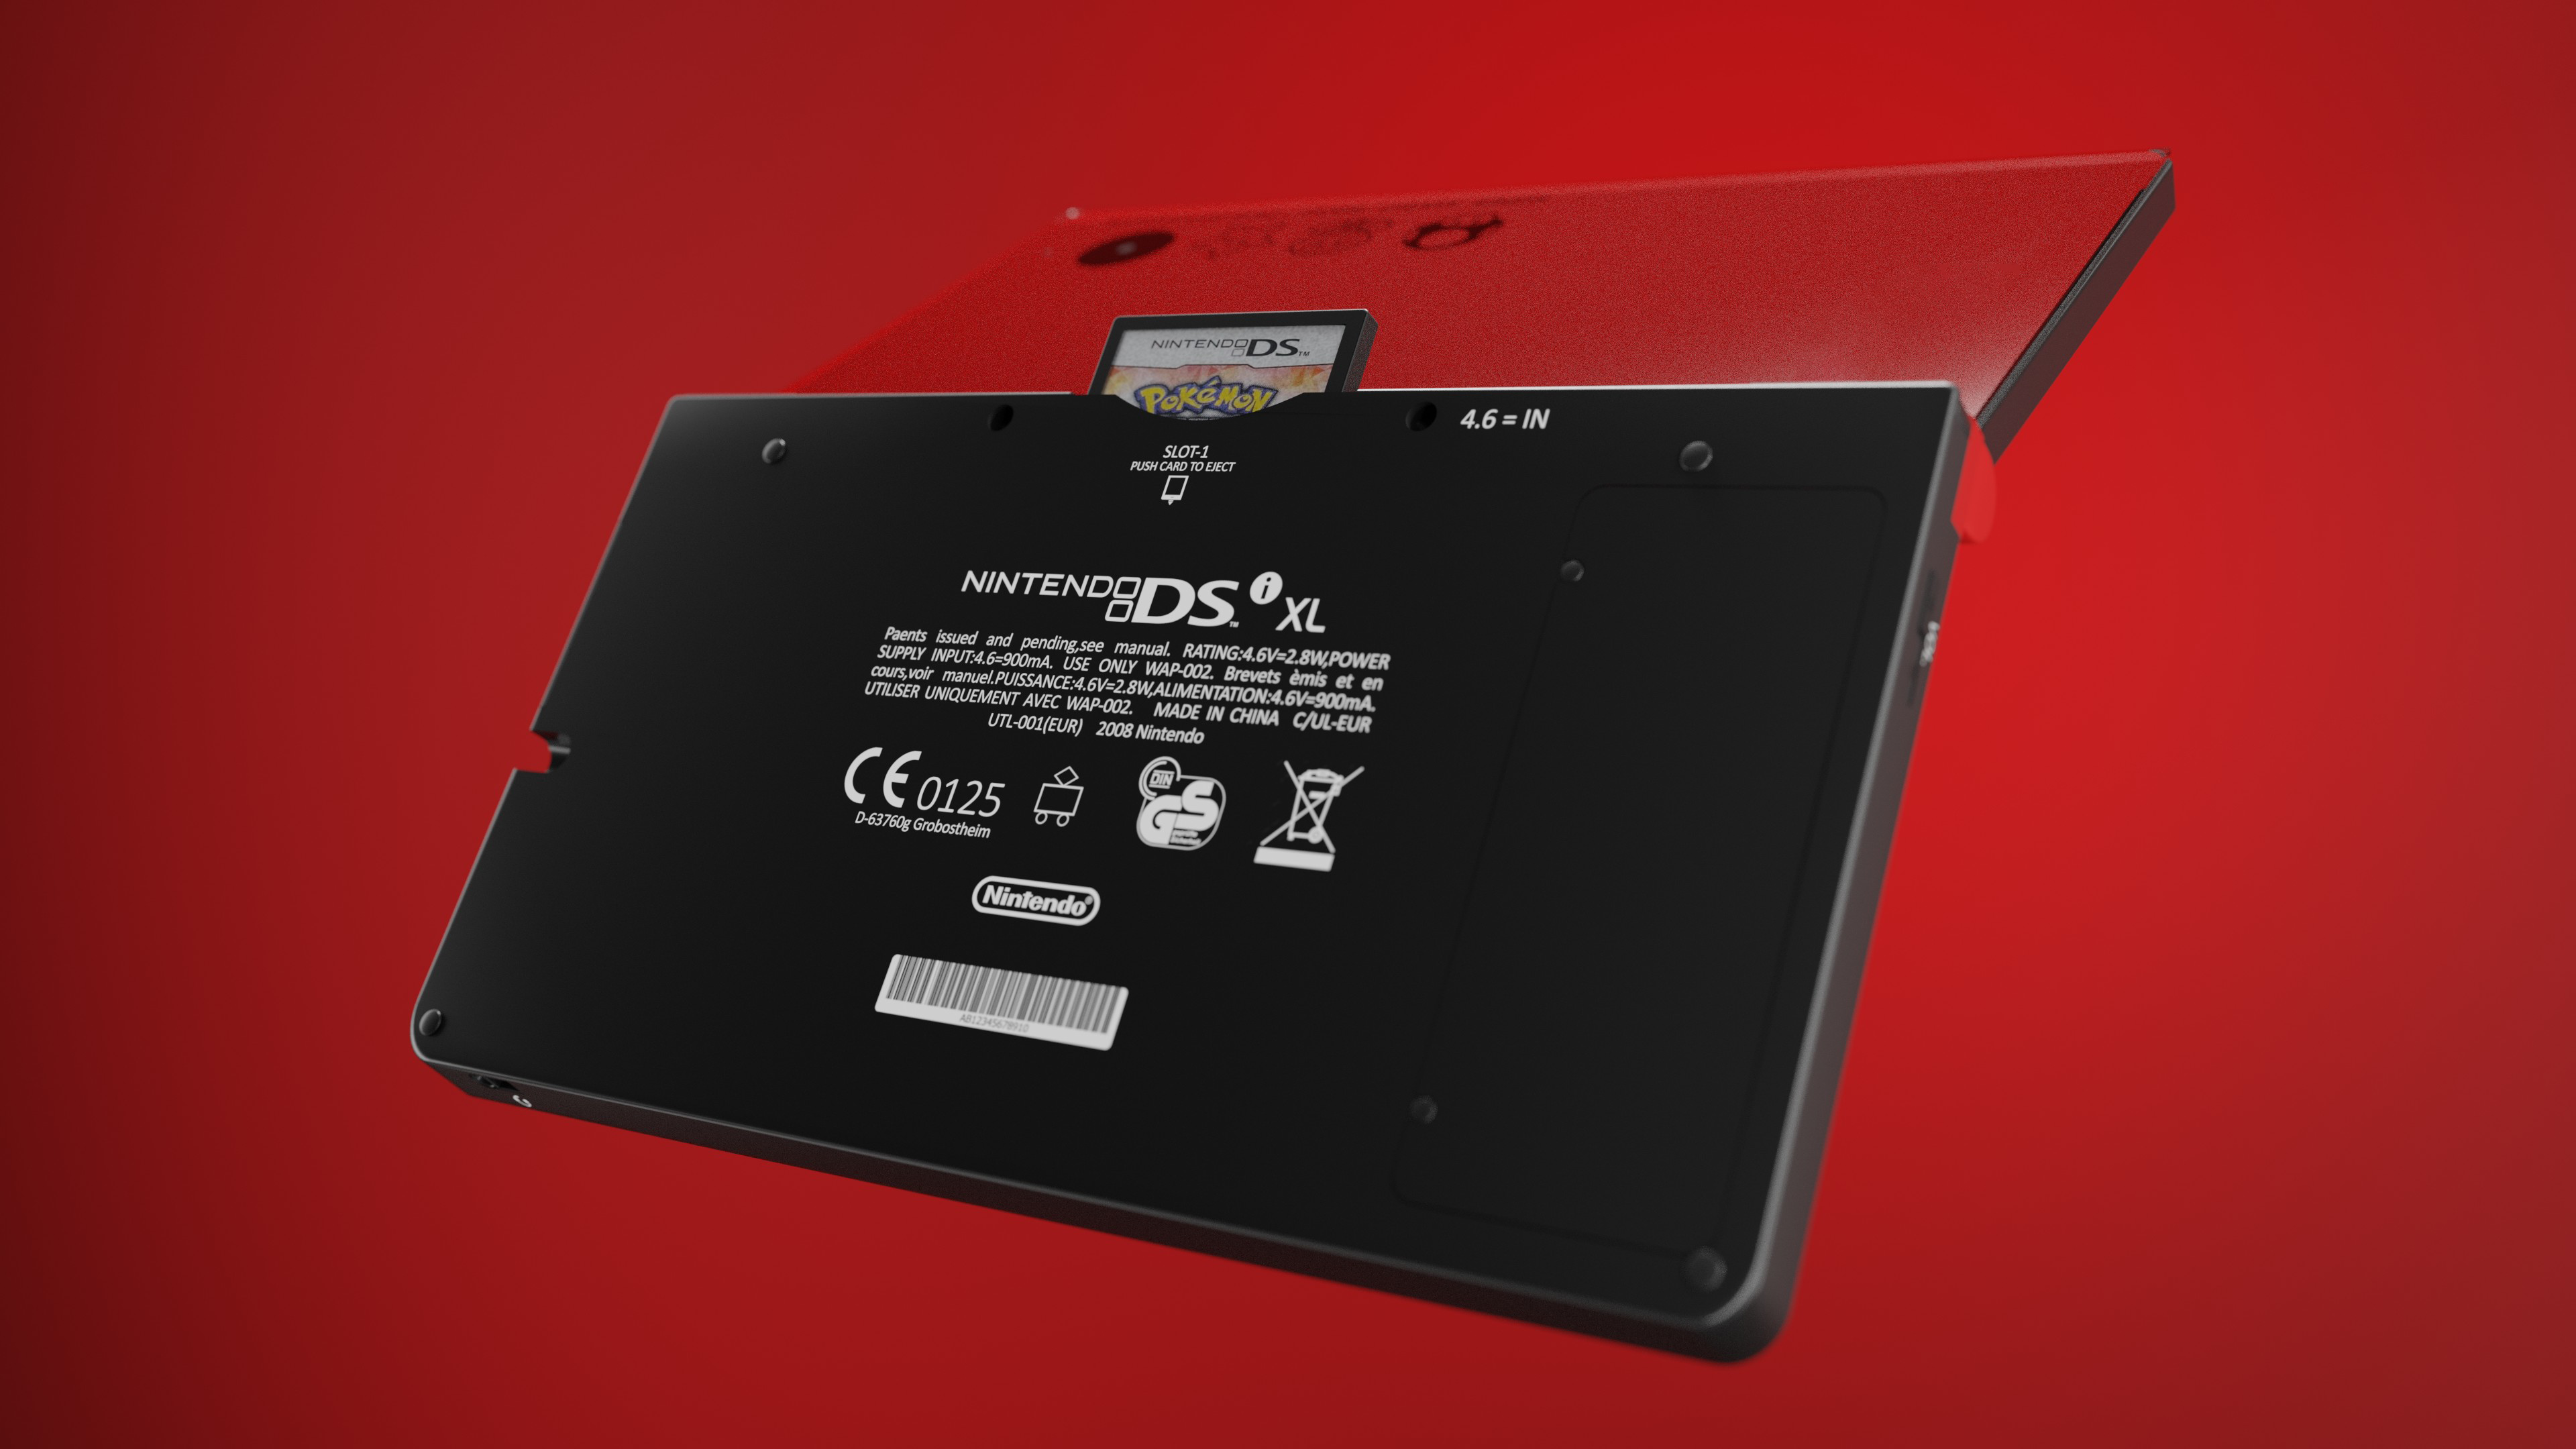 NINTENDO DS™
POKéMON
4.6 = IN
SLOT-1
PUSH CARD TO EJECT
NINTENDO DS™ i XL
Paents issued and pending,see manual. RATING:4.6V=2.8W,POWER
SUPPLY INPUT:4.6=900mA. USE ONLY WAP-002. Brevets èmis et en
cours,voir manuel.PUISSANCE:4.6V=2.8W,ALIMENTATION:4.6V=900mA.
UTILISER UNIQUEMENT AVEC WAP-002. MADE IN CHINA C/UL-EUR
UTL-001(EUR) 2008 Nintendo
CE 0125
D-63760g Grobostheim
DIN
GS
Nintendo®
AB12345678910